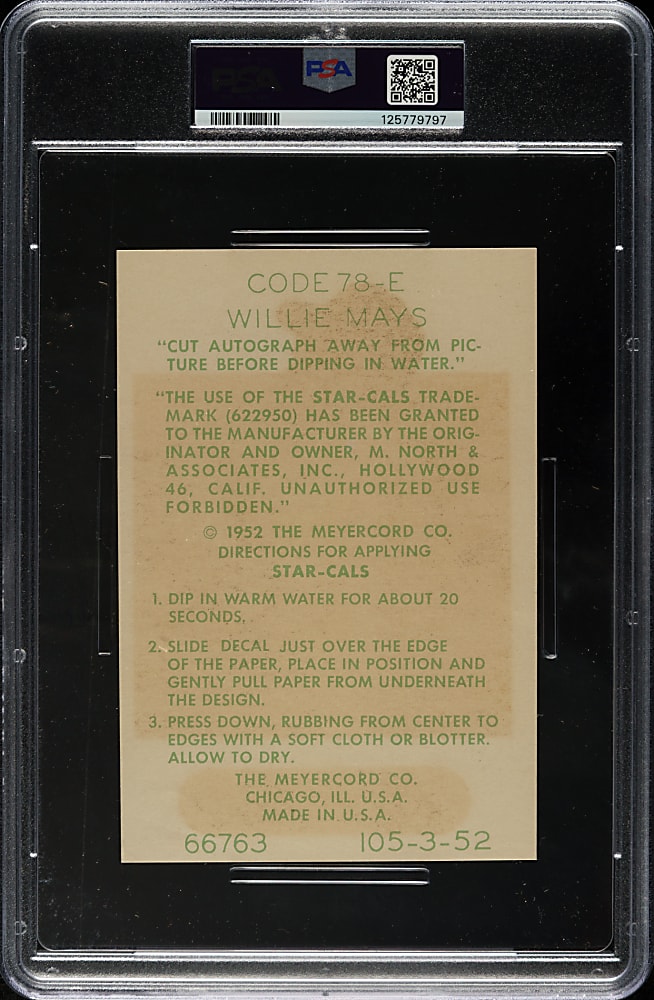 PSA
125779797
CODE 78-E
WILLIE MAYS
"CUT AUTOGRAPH AWAY FROM PIC-
TURE BEFORE DIPPING IN WATER."
"THE USE OF THE STAR-CALS TRADE-
MARK (622950) HAS BEEN GRANTED
TO THE MANUFACTURER BY THE ORIG-
INATOR AND OWNER, M. NORTH &
ASSOCIATES, INC., HOLLYWOOD
46, CALIF. UNAUTHORIZED USE
FORBIDDEN."
© 1952 THE MEYERCORD CO.
DIRECTIONS FOR APPLYING
STAR-CALS
1. DIP IN WARM WATER FOR ABOUT 20
SECONDS.
2. SLIDE DECAL JUST OVER THE EDGE
OF THE PAPER, PLACE IN POSITION AND
GENTLY PULL PAPER FROM UNDERNEATH
THE DESIGN.
3. PRESS DOWN, RUBBING FROM CENTER TO
EDGES WITH A SOFT CLOTH OR BLOTTER.
ALLOW TO DRY.
THE MEYERCORD CO.
CHICAGO, ILL. U.S.A.
MADE IN U.S.A.
66763 105-3-52